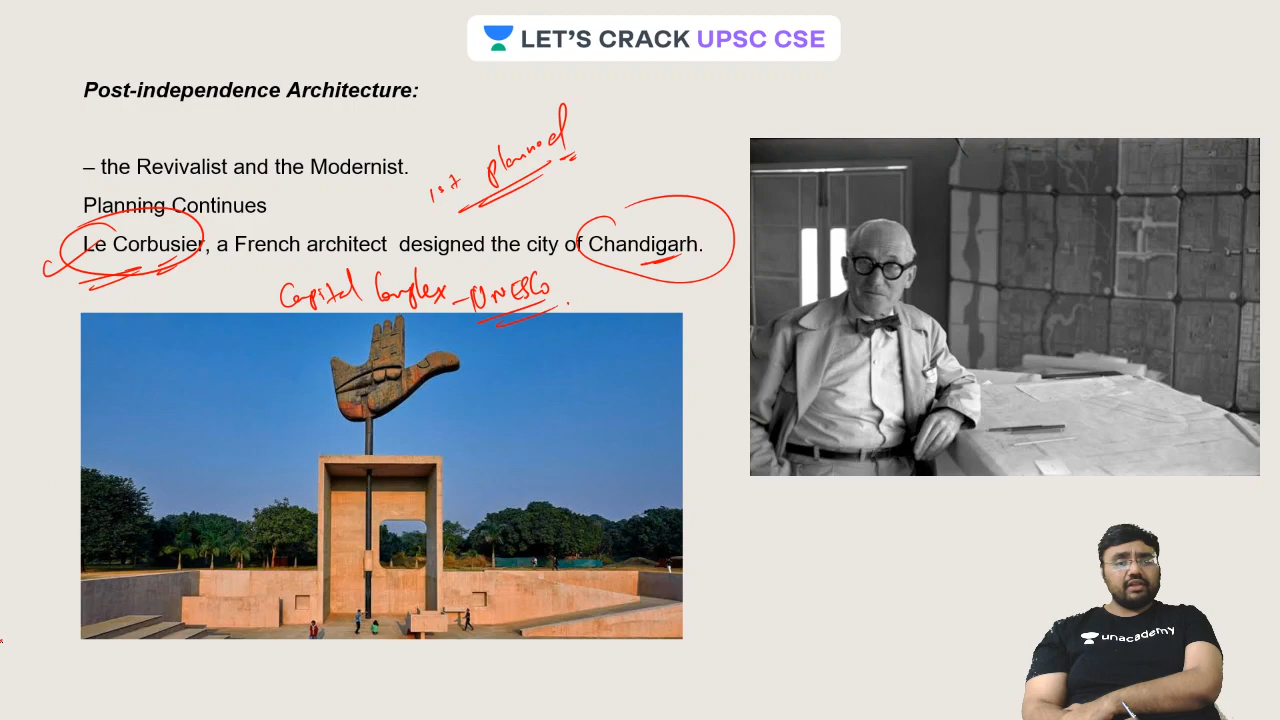 LET'S CRACK UPSC CSE
Post-independence Architecture:
1st planned
– the Revivalist and the Modernist.
Planning Continues
Le Corbusier, a French architect designed the city of Chandigarh.
Capital Complex – UNESCO.
unacademy